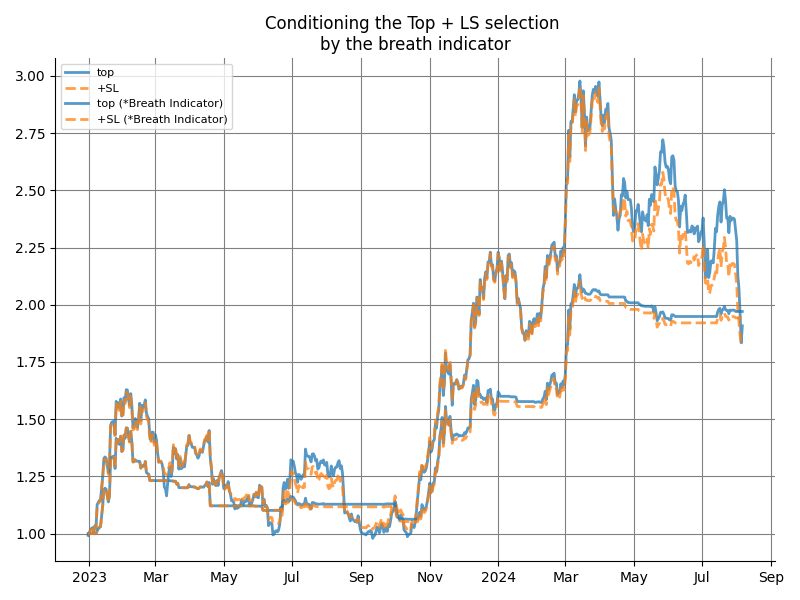 Conditioning the Top + LS selection
by the breath indicator
top
+SL
top (*Breath Indicator)
+SL (*Breath Indicator)
3.00
2.75
2.50
2.25
2.00
1.75
1.50
1.25
1.00
2023 Mar May Jul Sep Nov 2024 Mar May Jul Sep